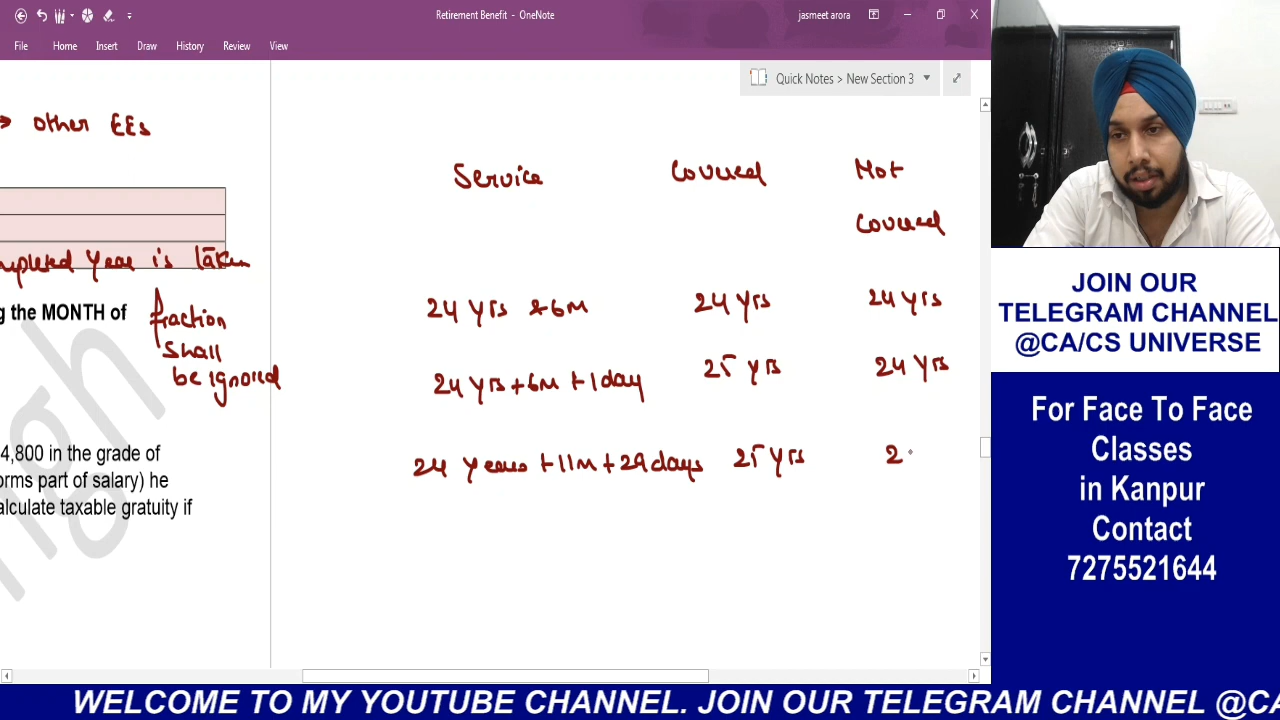 Retirement Benefit - OneNote
jasmeet arora
File Home Insert Draw History Review View
Quick Notes > New Section 3
→ other EEs
Service Covered Not
Covered
year is taken
g the MONTH of
fraction
shall
be ignored
24 yrs & 6M 24 yrs 24 yrs
24 yrs + 6M + 1 day 25 yrs 24 yrs
24 years + 11M + 29 days 25 yrs 2
4,800 in the grade of
orms part of salary) he
alculate taxable gratuity if
JOIN OUR
TELEGRAM CHANNEL
@CA/CS UNIVERSE
For Face To Face
Classes
in Kanpur
Contact
7275521644
WELCOME TO MY YOUTUBE CHANNEL. JOIN OUR TELEGRAM CHANNEL @CA